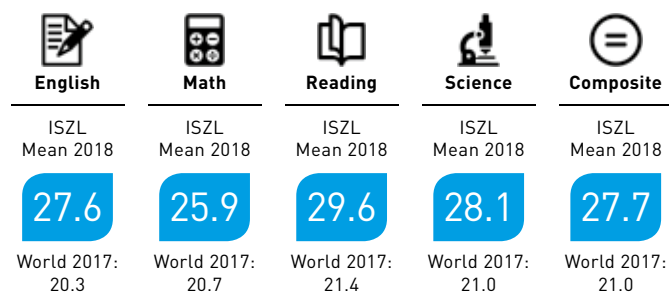 English Math Reading Science Composite
ISZL ISZL ISZL ISZL ISZL
Mean 2018 Mean 2018 Mean 2018 Mean 2018 Mean 2018
27.6 25.9 29.6 28.1 27.7
World 2017: World 2017: World 2017: World 2017: World 2017:
20.3 20.7 21.4 21.0 21.0